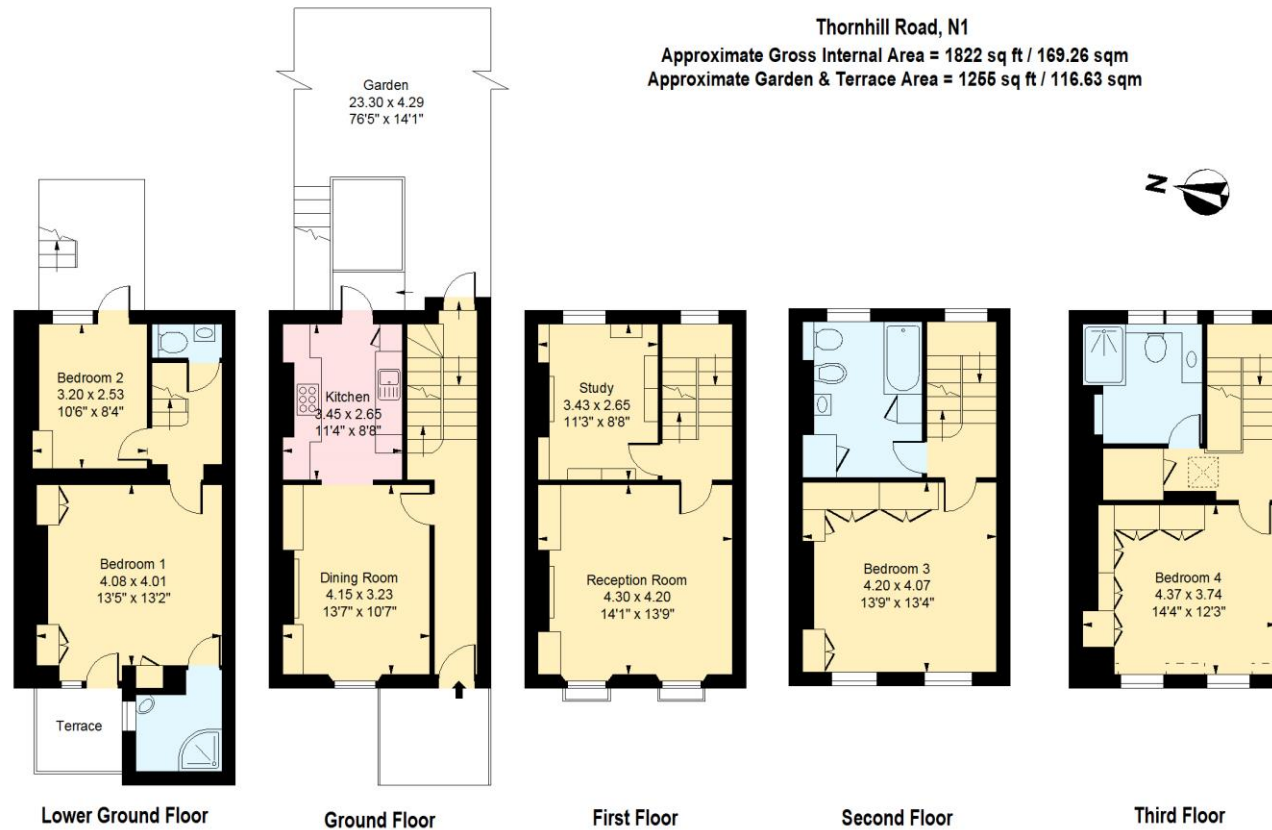 Thornhill Road, N1
Approximate Gross Internal Area = 1822 sq ft / 169.26 sqm
Approximate Garden & Terrace Area = 1255 sq ft / 116.63 sqm
Garden
23.30 x 4.29
76'5" x 14'1"
N
Bedroom 2
3.20 x 2.53
10'6" x 8'4"
Bedroom 1
4.08 x 4.01
13'5" x 13'2"
Terrace
Lower Ground Floor
Kitchen
3.45 x 2.65
11'4" x 8'8"
Dining Room
4.15 x 3.23
13'7" x 10'7"
Ground Floor
Study
3.43 x 2.65
11'3" x 8'8"
Reception Room
4.30 x 4.20
14'1" x 13'9"
First Floor
Bedroom 3
4.20 x 4.07
13'9" x 13'4"
Second Floor
Bedroom 4
4.37 x 3.74
14'4" x 12'3"
Third Floor